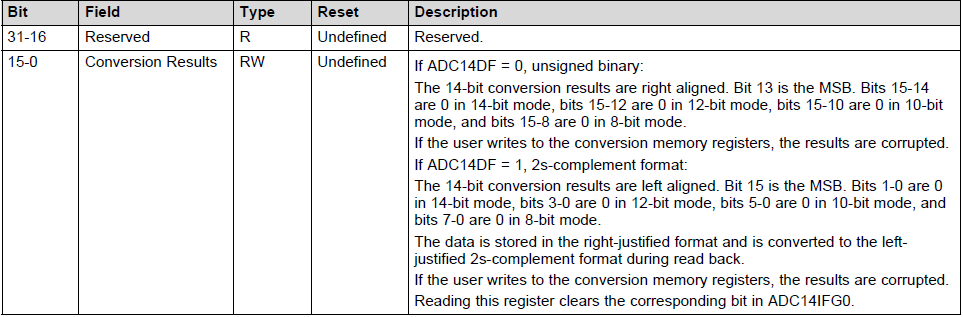 Bit Field Type Reset Description
31-16 Reserved R Undefined Reserved.
15-0 Conversion Results RW Undefined If ADC14DF = 0, unsigned binary:
The 14-bit conversion results are right aligned. Bit 13 is the MSB. Bits 15-14
are 0 in 14-bit mode, bits 15-12 are 0 in 12-bit mode, bits 15-10 are 0 in 10-bit
mode, and bits 15-8 are 0 in 8-bit mode.
If the user writes to the conversion memory registers, the results are corrupted.
If ADC14DF = 1, 2s-complement format:
The 14-bit conversion results are left aligned. Bit 15 is the MSB. Bits 1-0 are 0
in 14-bit mode, bits 3-0 are 0 in 12-bit mode, bits 5-0 are 0 in 10-bit mode, and
bits 7-0 are 0 in 8-bit mode.
The data is stored in the right-justified format and is converted to the left-
justified 2s-complement format during read back.
If the user writes to the conversion memory registers, the results are corrupted.
Reading this register clears the corresponding bit in ADC14IFG0.